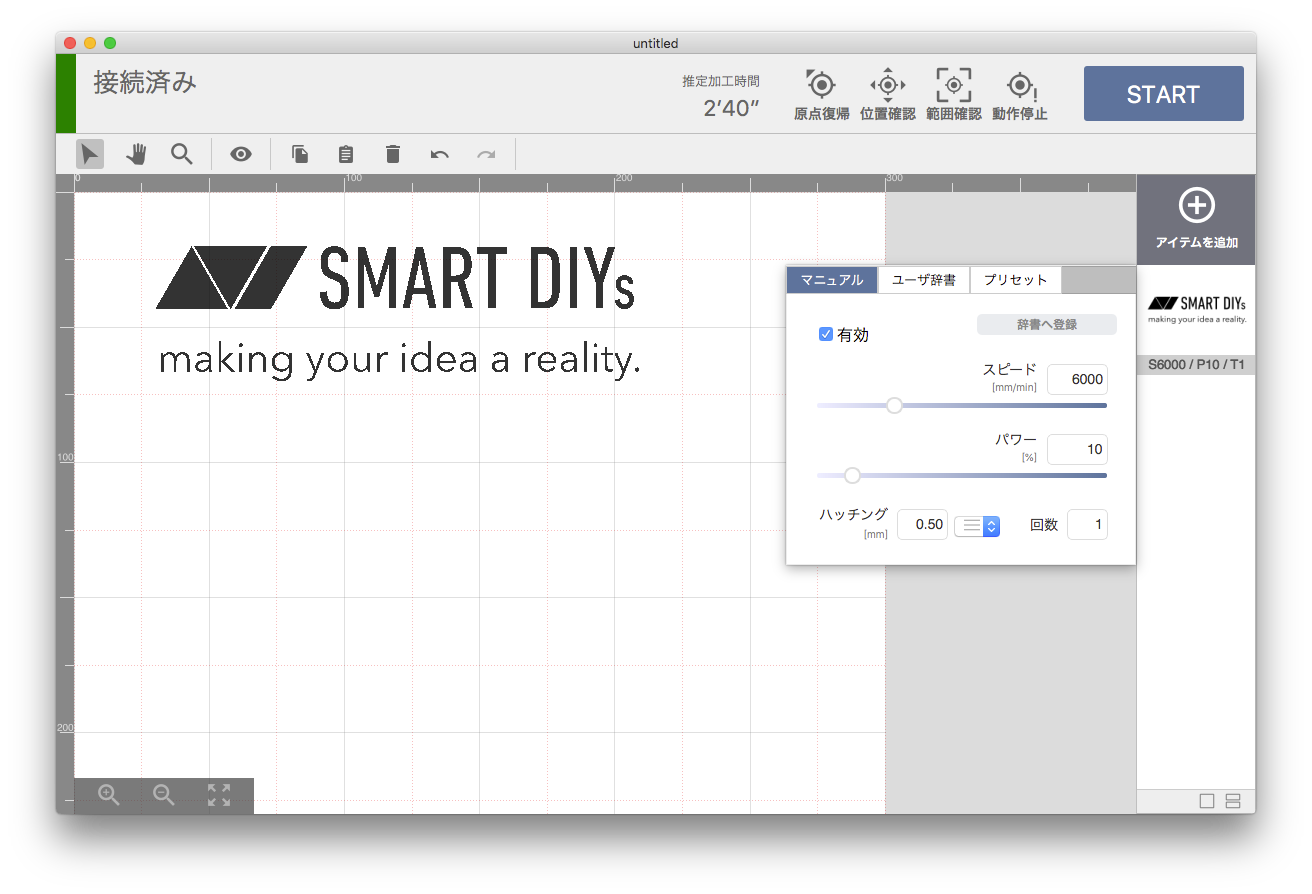 untitled
接続済み
推定加工時間
2’40”
原点復帰 位置確認 範囲確認 動作停止
START
0 100 200 300
アイテムを追加
SMART DIYs
making your idea a reality.
マニュアル ユーザ辞書 プリセット
辞書へ登録
有効
スピード
[mm/min]
6000
パワー
[%]
10
ハッチング
[mm]
0.50
回数
1
SMART DIYs
making your idea a reality.
S6000 / P10 / T1
100
200